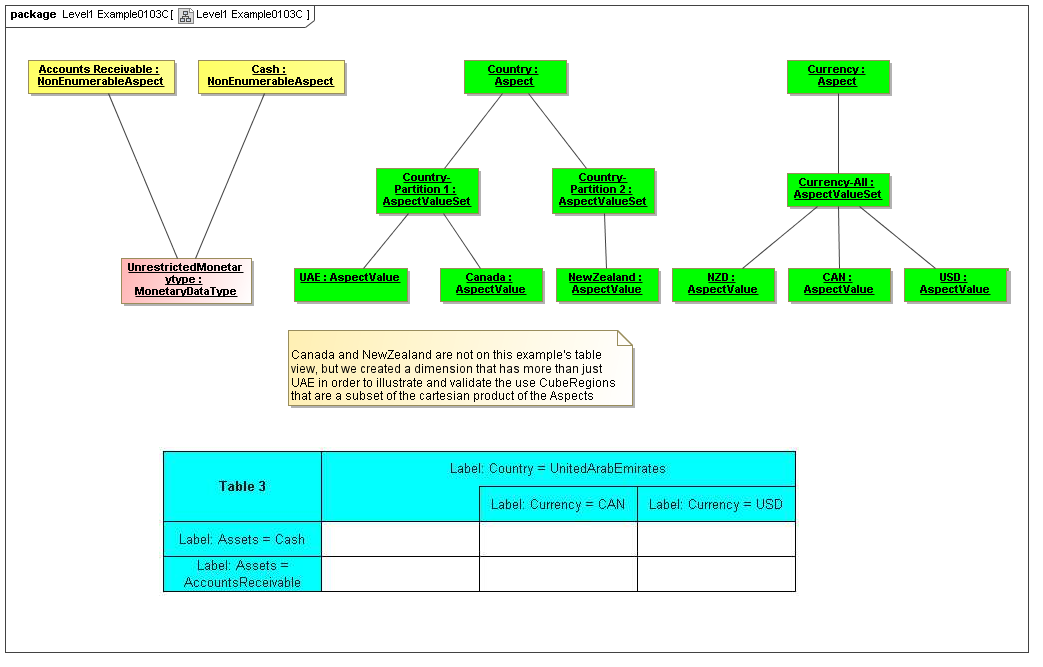 package Level1 Example0103C[ Level1 Example0103C ]
Accounts Receivable :
NonEnumerableAspect
Cash :
NonEnumerableAspect
Country :
Aspect
Currency :
Aspect
Country-
Partition 1 :
AspectValueSet
Country-
Partition 2 :
AspectValueSet
Currency-All :
AspectValueSet
UnrestrictedMonetar
ytype :
MonetaryDataType
UAE : AspectValue
Canada :
AspectValue
NewZealand :
AspectValue
NZD :
AspectValue
CAN :
AspectValue
USD :
AspectValue
Canada and NewZealand are not on this example's table
view, but we created a dimension that has more than just
UAE in order to illustrate and validate the use CubeRegions
that are a subset of the cartesian product of the Aspects
Table 3
Label: Country = UnitedArabEmirates
Label: Currency = CAN
Label: Currency = USD
Label: Assets = Cash
Label: Assets =
AccountsReceivable